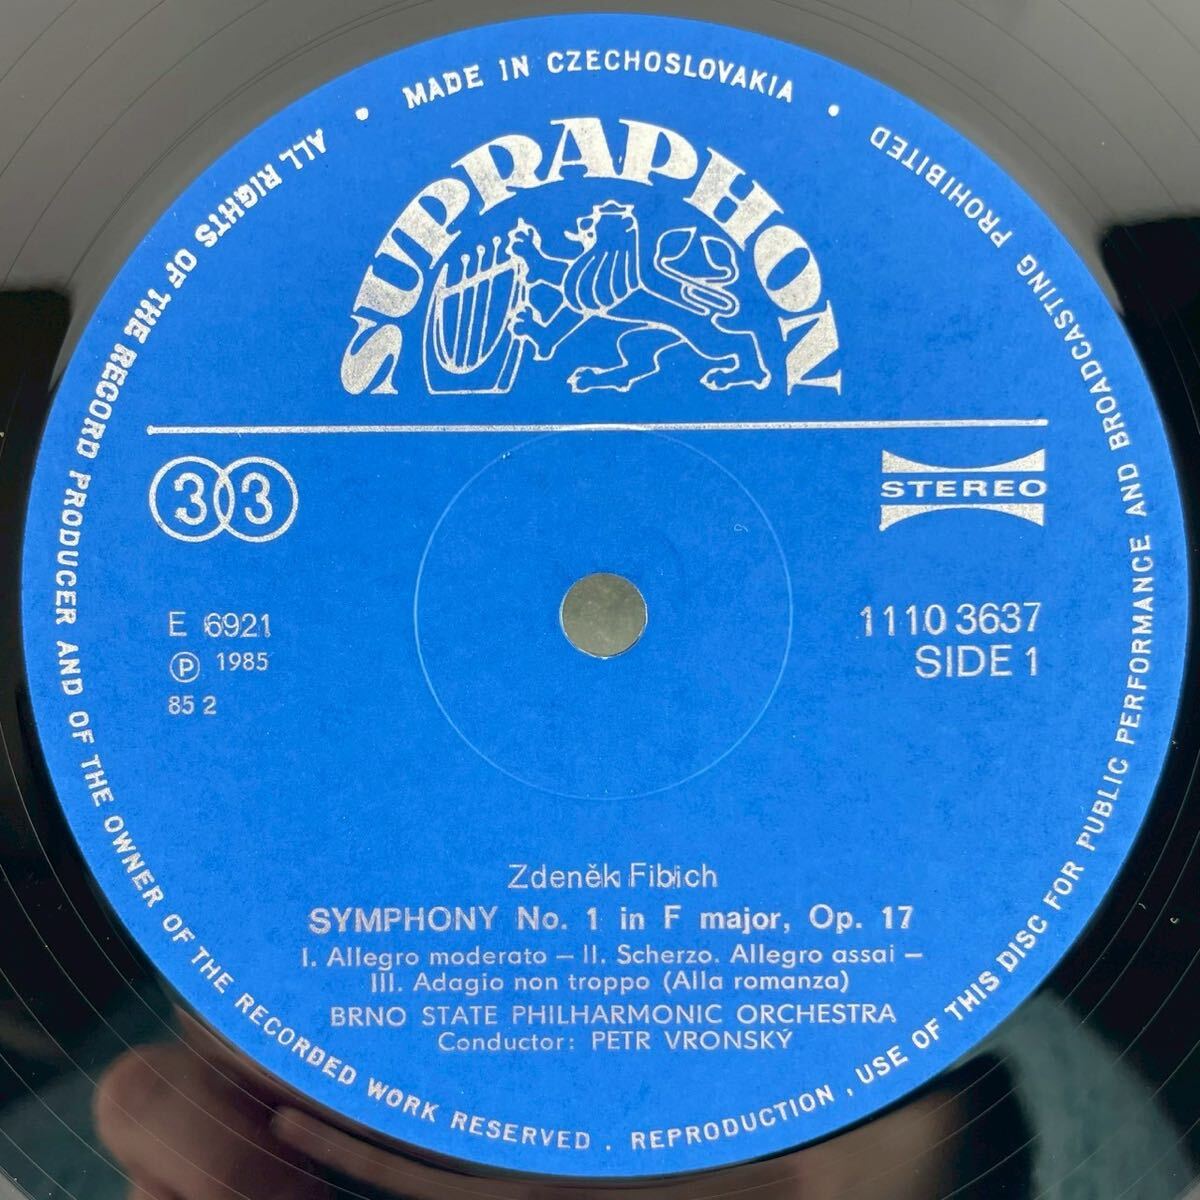 MADE IN CZECHOSLOVAKIA
SUPRAPHON
33
STEREO
E 6921
℗ 1985
85 2
1110 3637
SIDE 1
Zdeněk Fibich
SYMPHONY No. 1 in F major, Op. 17
I. Allegro moderato – II. Scherzo. Allegro assai –
III. Adagio non troppo (Alla romanza)
BRNO STATE PHILHARMONIC ORCHESTRA
Conductor: PETR VRONSKÝ
ALL RIGHTS OF THE RECORD PRODUCER AND OF THE OWNER OF THE RECORDED WORK RESERVED . REPRODUCTION , USE OF THIS DISC FOR PUBLIC PERFORMANCE AND BROADCASTING PROHIBITED